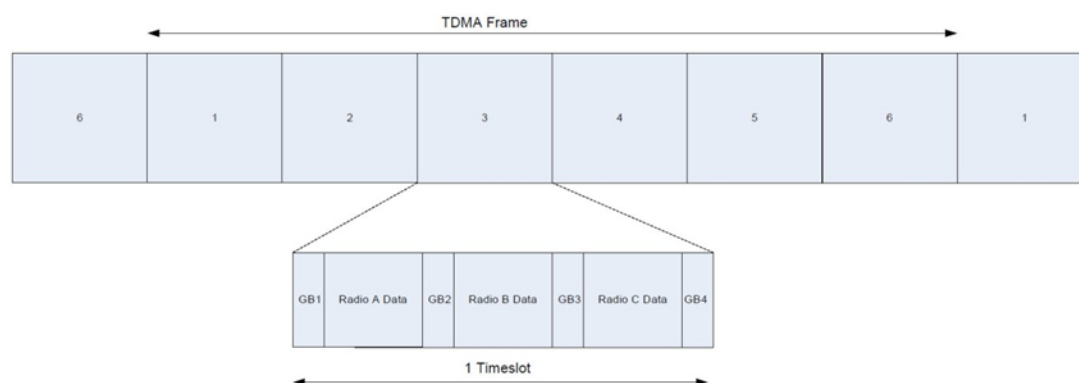 TDMA Frame
6 1 2 3 4 5 6 1
GB1 Radio A Data GB2 Radio B Data GB3 Radio C Data GB4
1 Timeslot